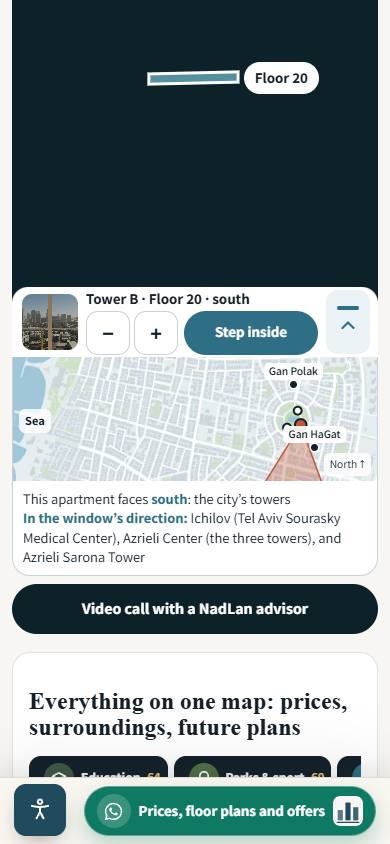 Floor 20
Tower B · Floor 20 · south
−
+
Step inside
Gan Polak
Sea
Gan HaGat
North ↑
This apartment faces south: the city's towers
In the window's direction: Ichilov (Tel Aviv Sourasky
Medical Center), Azrieli Center (the three towers), and
Azrieli Sarona Tower
Video call with a NadLan advisor
Everything on one map: prices,
surroundings, future plans
Education 64
Parks & sport 69
Prices, floor plans and offers